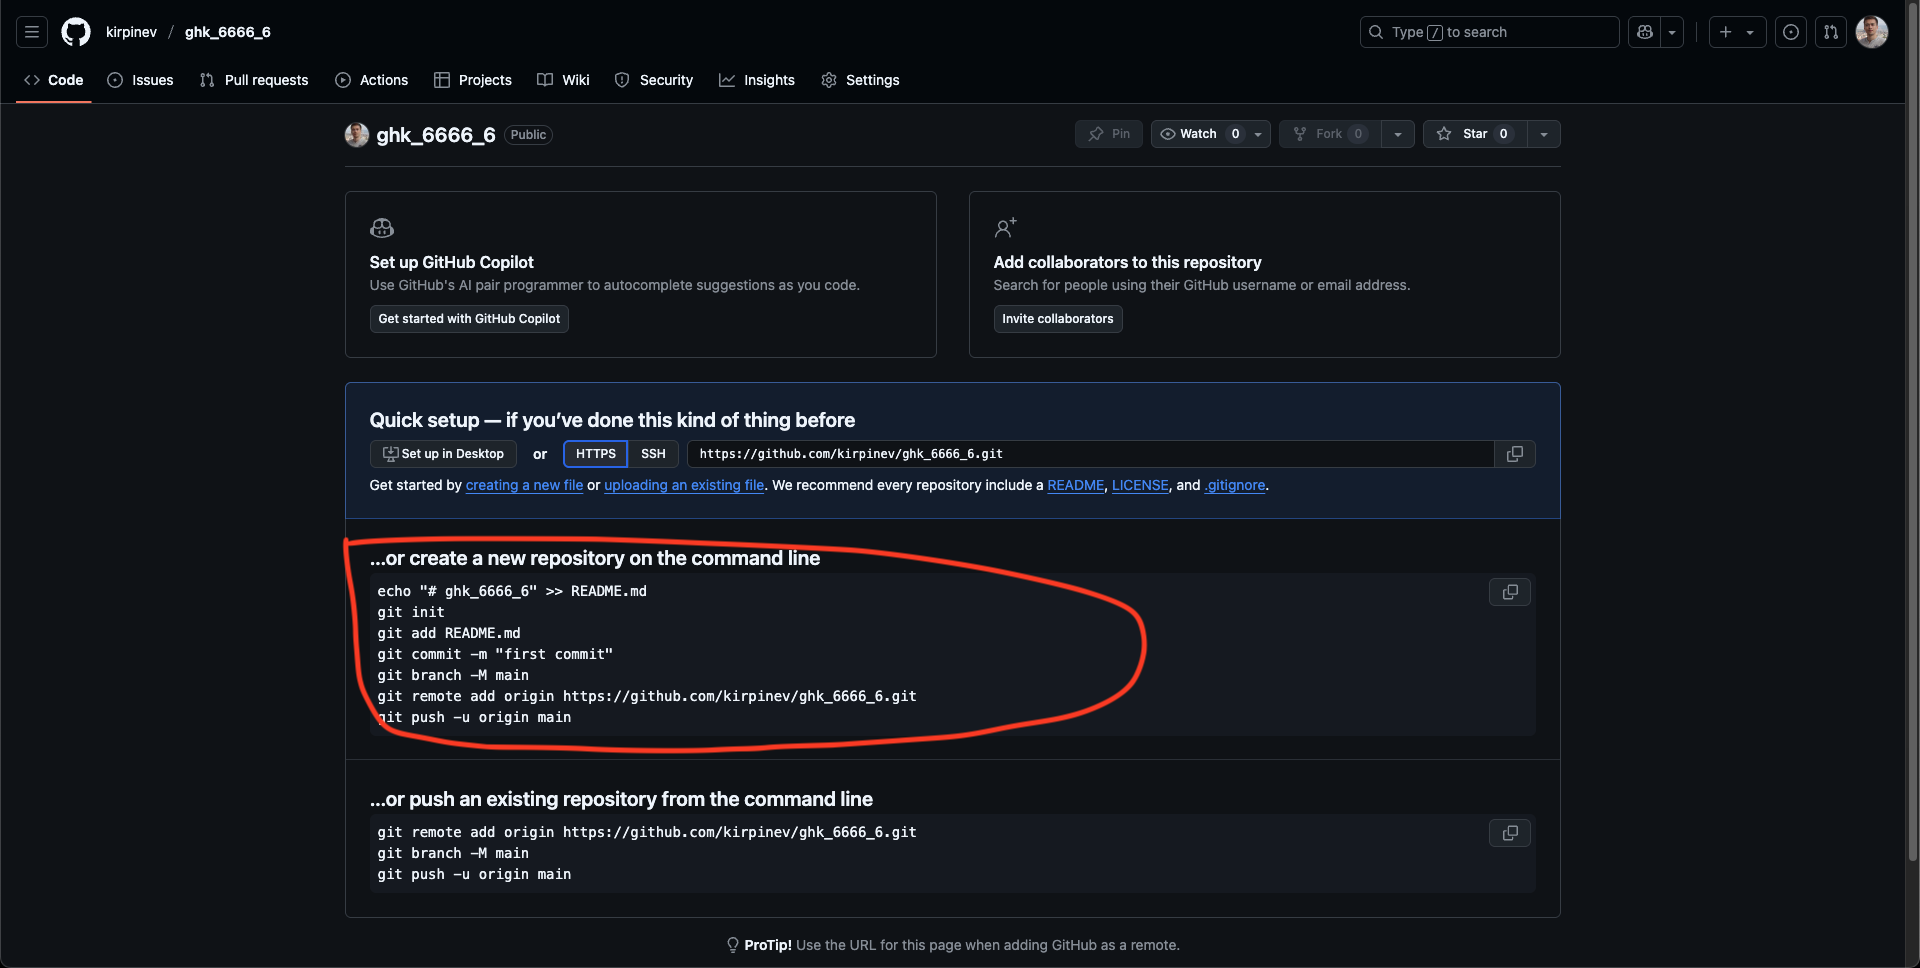 kirpinev / ghk_6666_6
Type / to search
Code Issues Pull requests Actions Projects Wiki Security Insights Settings
ghk_6666_6 Public
Pin Watch 0 Fork 0 Star 0
Set up GitHub Copilot
Use GitHub's AI pair programmer to autocomplete suggestions as you code.
Get started with GitHub Copilot
Add collaborators to this repository
Search for people using their GitHub username or email address.
Invite collaborators
Quick setup — if you’ve done this kind of thing before
Set up in Desktop or HTTPS SSH https://github.com/kirpinev/ghk_6666_6.git
Get started by creating a new file or uploading an existing file. We recommend every repository include a README, LICENSE, and .gitignore.
...or create a new repository on the command line
echo "# ghk_6666_6" >> README.md
git init
git add README.md
git commit -m "first commit"
git branch -M main
git remote add origin https://github.com/kirpinev/ghk_6666_6.git
git push -u origin main
...or push an existing repository from the command line
git remote add origin https://github.com/kirpinev/ghk_6666_6.git
git branch -M main
git push -u origin main
ProTip! Use the URL for this page when adding GitHub as a remote.